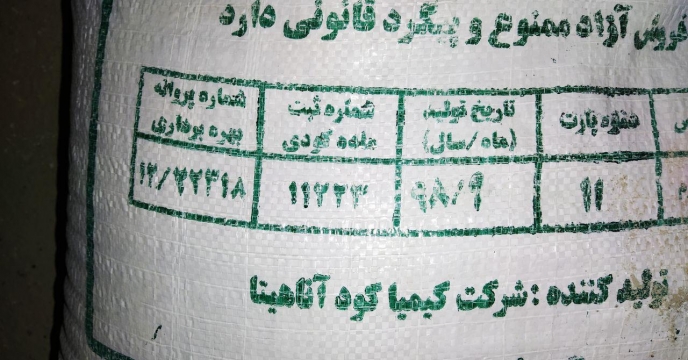 فروش آزاد ممنوع و پیگرد قانونی دارد
شماره پارت تاریخ تولید شماره ثبت شماره پروانه
(ماه/سال) ماده کودی بهره برداری
۱۱ ۹۸/۹ ۱۱۲۲۳ ۱۲/۲۲۳۱۸
تولید کننده : شرکت کیمیا کود آناهیتا